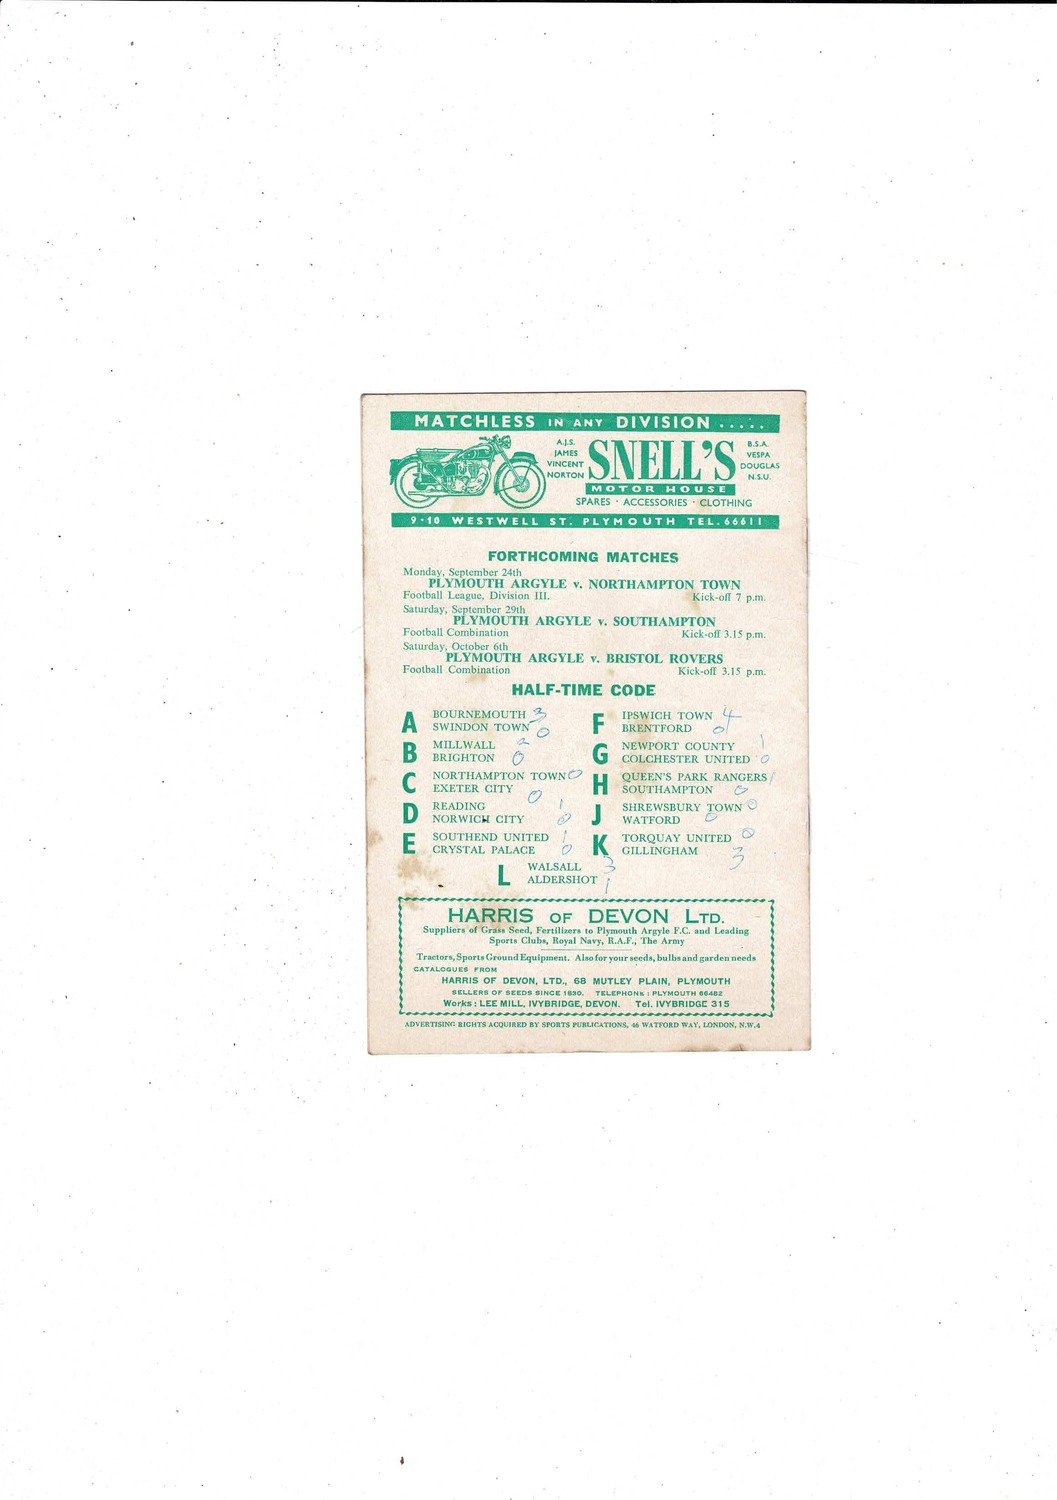 MATCHLESS IN ANY DIVISION . . . . .
A.J.S.
JAMES
VINCENT
NORTON
SNELL'S
MOTOR HOUSE
B.S.A.
VESPA
DOUGLAS
N.S.U.
SPARES · ACCESSORIES · CLOTHING
9-10 WESTWELL ST. PLYMOUTH TEL. 66611
FORTHCOMING MATCHES
Monday, September 24th
PLYMOUTH ARGYLE v. NORTHAMPTON TOWN
Football League, Division III. Kick-off 7 p.m.
Saturday, September 29th
PLYMOUTH ARGYLE v. SOUTHAMPTON
Football Combination Kick-off 3.15 p.m.
Saturday, October 6th
PLYMOUTH ARGYLE v. BRISTOL ROVERS
Football Combination Kick-off 3.15 p.m.
HALF-TIME CODE
A BOURNEMOUTH 3
SWINDON TOWN 0
B MILLWALL 2
BRIGHTON 0
C NORTHAMPTON TOWN 0
EXETER CITY 0
D READING 1
NORWICH CITY 0
E SOUTHEND UNITED 1
CRYSTAL PALACE 0
F IPSWICH TOWN 4
BRENTFORD 0
G NEWPORT COUNTY 1
COLCHESTER UNITED 0
H QUEEN'S PARK RANGERS 1
SOUTHAMPTON 0
J SHREWSBURY TOWN 0
WATFORD 0
K TORQUAY UNITED 0
GILLINGHAM 3
L WALSALL 3
ALDERSHOT 1
HARRIS OF DEVON LTD.
Suppliers of Grass Seed, Fertilizers to Plymouth Argyle F.C. and Leading
Sports Clubs, Royal Navy, R.A.F., The Army
Tractors, Sports Ground Equipment. Also for your seeds, bulbs and garden needs
CATALOGUES FROM
HARRIS OF DEVON, LTD., 68 MUTLEY PLAIN, PLYMOUTH
SELLERS OF SEEDS SINCE 1830. TELEPHONE : PLYMOUTH 66482
Works : LEE MILL, IVYBRIDGE, DEVON. Tel. IVYBRIDGE 315
ADVERTISING RIGHTS ACQUIRED BY SPORTS PUBLICATIONS, 46 WATFORD WAY, LONDON, N.W.4